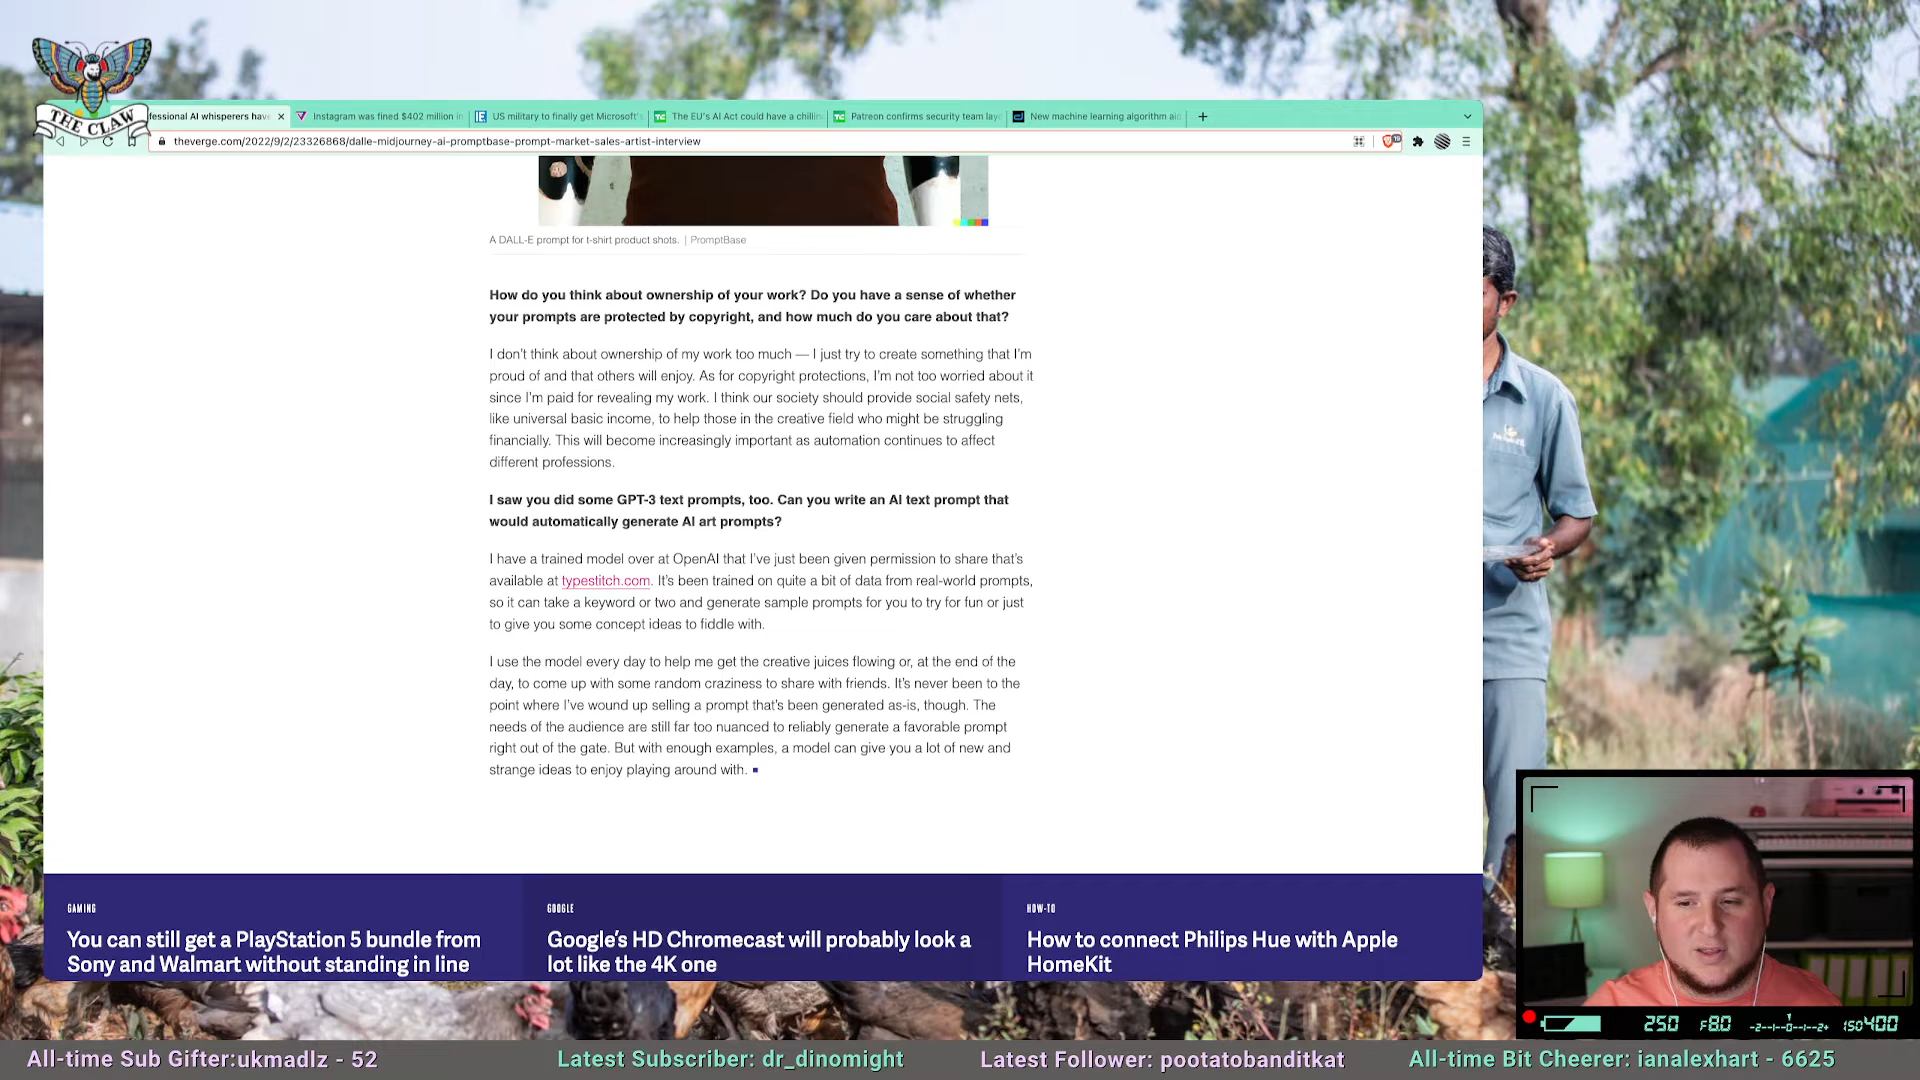 THE CLAW
fessional AI whisperers have
Instagram was fined $402 million in
US military to finally get Microsoft's
The EU's AI Act could have a chillin
Patreon confirms security team lay
New machine learning algorithm aid
theverge.com/2022/9/2/23326868/dalle-midjourney-ai-promptbase-prompt-market-sales-artist-interview
A DALL-E prompt for t-shirt product shots. | PromptBase
How do you think about ownership of your work? Do you have a sense of whether
your prompts are protected by copyright, and how much do you care about that?
I don't think about ownership of my work too much — I just try to create something that I'm
proud of and that others will enjoy. As for copyright protections, I'm not too worried about it
since I'm paid for revealing my work. I think our society should provide social safety nets,
like universal basic income, to help those in the creative field who might be struggling
financially. This will become increasingly important as automation continues to affect
different professions.
I saw you did some GPT-3 text prompts, too. Can you write an AI text prompt that
would automatically generate AI art prompts?
I have a trained model over at OpenAI that I've just been given permission to share that's
available at typestitch.com. It's been trained on quite a bit of data from real-world prompts,
so it can take a keyword or two and generate sample prompts for you to try for fun or just
to give you some concept ideas to fiddle with.
I use the model every day to help me get the creative juices flowing or, at the end of the
day, to come up with some random craziness to share with friends. It's never been to the
point where I've wound up selling a prompt that's been generated as-is, though. The
needs of the audience are still far too nuanced to reliably generate a favorable prompt
right out of the gate. But with enough examples, a model can give you a lot of new and
strange ideas to enjoy playing around with.
GAMING
You can still get a PlayStation 5 bundle from
Sony and Walmart without standing in line
GOOGLE
Google's HD Chromecast will probably look a
lot like the 4K one
HOW-TO
How to connect Philips Hue with Apple
HomeKit
250 F8.0 -2--1--0--1--2+ ISO400
All-time Sub Gifter:ukmadlz - 52
Latest Subscriber: dr_dinomight
Latest Follower: pootatobanditkat
All-time Bit Cheerer: ianalexhart - 6625